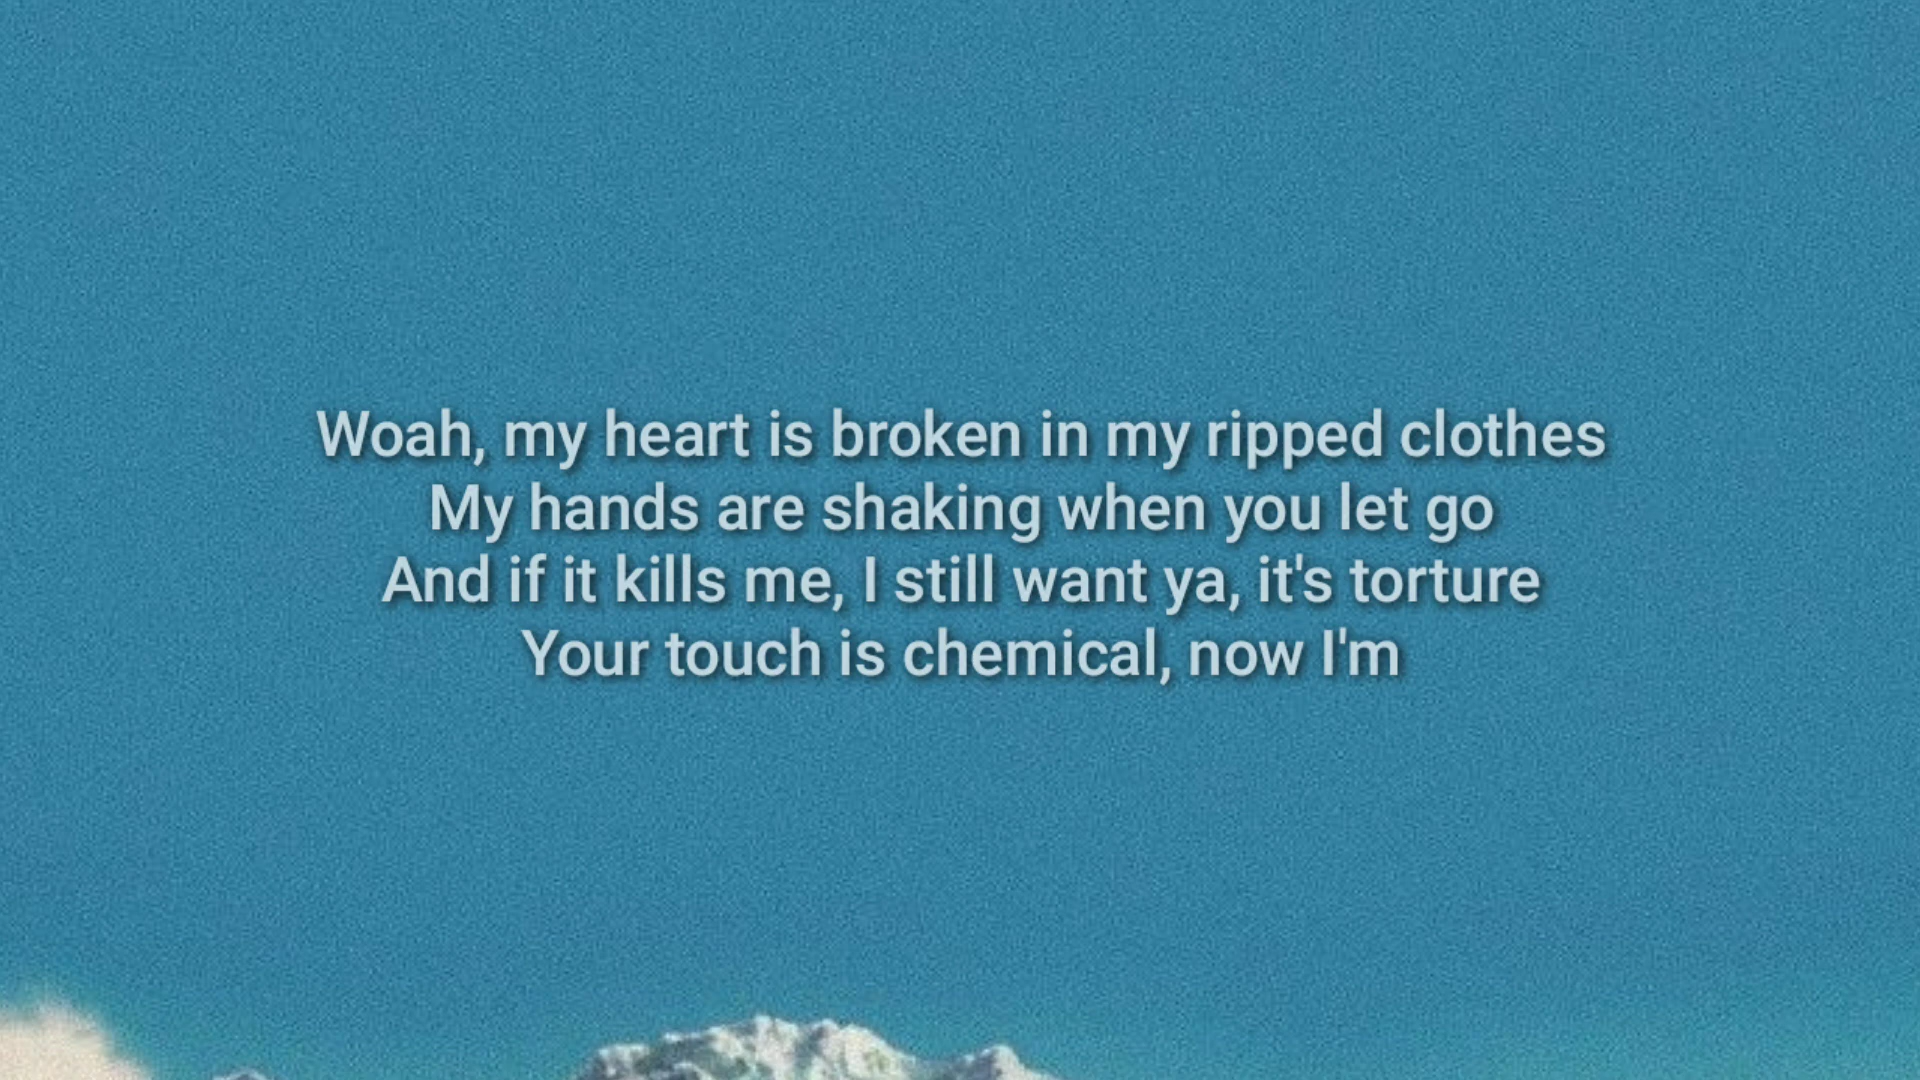 Woah, my heart is broken in my ripped clothes
My hands are shaking when you let go
And if it kills me, I still want ya, it's torture
Your touch is chemical, now I'm